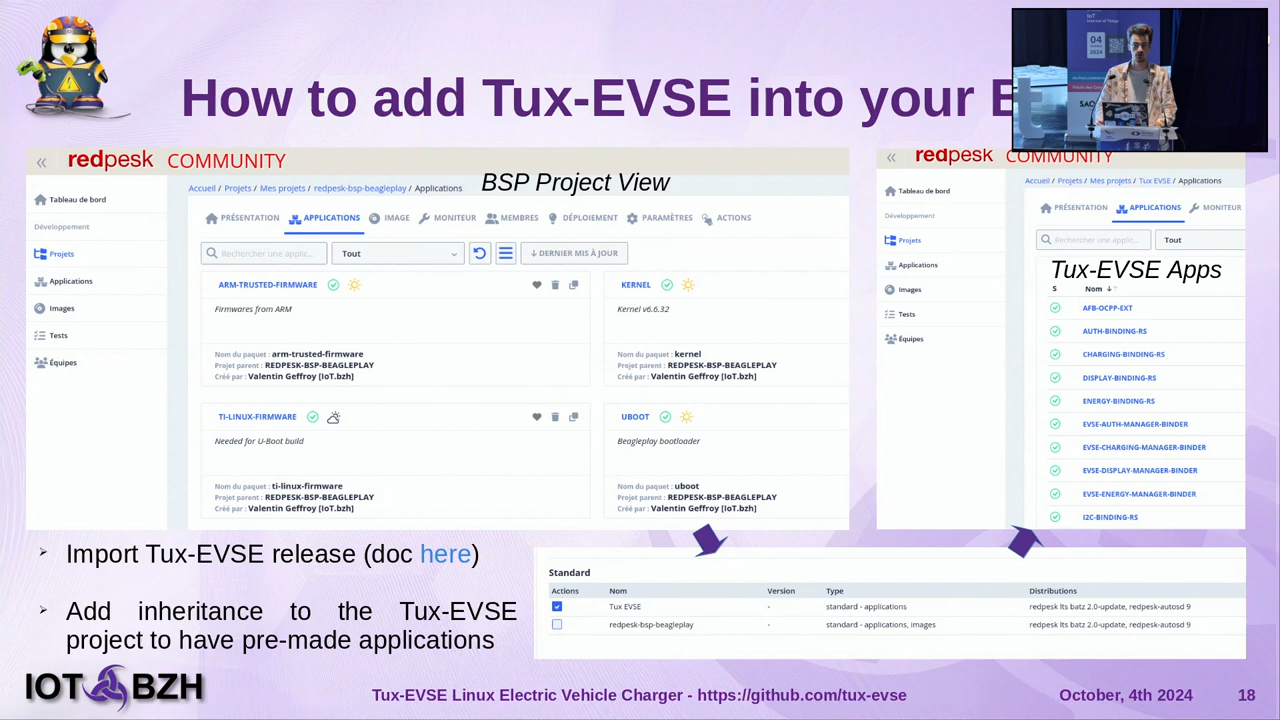 How to add Tux-EVSE into your
redpesk COMMUNITY
BSP Project View
Accueil / Projets / Mes projets / redpesk-bsp-beagleplay / Applications
Tableau de bord
Développement
Projets
Applications
Images
Tests
Équipes
PRÉSENTATION APPLICATIONS IMAGE MONITEUR MEMBRES DÉPLOIEMENT PARAMÈTRES ACTIONS
Rechercher une applic... Tout DERNIER MIS À JOUR
ARM-TRUSTED-FIRMWARE
Firmwares from ARM
Nom du paquet : arm-trusted-firmware
Projet parent : REDPESK-BSP-BEAGLEPLAY
Créé par : Valentin Geffroy [IoT.bzh]
KERNEL
Kernel v6.6.32
Nom du paquet : kernel
Projet parent : REDPESK-BSP-BEAGLEPLAY
Créé par : Valentin Geffroy [IoT.bzh]
TI-LINUX-FIRMWARE
Needed for U-Boot build
Nom du paquet : ti-linux-firmware
Projet parent : REDPESK-BSP-BEAGLEPLAY
Créé par : Valentin Geffroy [IoT.bzh]
UBOOT
Beagleplay bootloader
Nom du paquet : uboot
Projet parent : REDPESK-BSP-BEAGLEPLAY
Créé par : Valentin Geffroy [IoT.bzh]
redpesk COMMUNITY
Accueil / Projets / Mes projets / Tux EVSE / Applications
Tableau de bord
Développement
Projets
Applications
Images
Tests
Équipes
PRÉSENTATION APPLICATIONS MONITEUR
Rechercher une applic... Tout
Tux-EVSE Apps
S Nom
AFB-OCPP-EXT
AUTH-BINDING-RS
CHARGING-BINDING-RS
DISPLAY-BINDING-RS
ENERGY-BINDING-RS
EVSE-AUTH-MANAGER-BINDER
EVSE-CHARGING-MANAGER-BINDER
EVSE-DISPLAY-MANAGER-BINDER
EVSE-ENERGY-MANAGER-BINDER
I2C-BINDING-RS
Import Tux-EVSE release (doc here)
Add inheritance to the Tux-EVSE
project to have pre-made applications
Standard
Actions Nom Version Type Distributions
Tux EVSE - standard - applications redpesk lts batz 2.0-update, redpesk-autosd 9
redpesk-bsp-beagleplay - standard - applications, images redpesk lts batz 2.0-update, redpesk-autosd 9
IOT BZH
Tux-EVSE Linux Electric Vehicle Charger - https://github.com/tux-evse
October, 4th 2024
18
04
2024